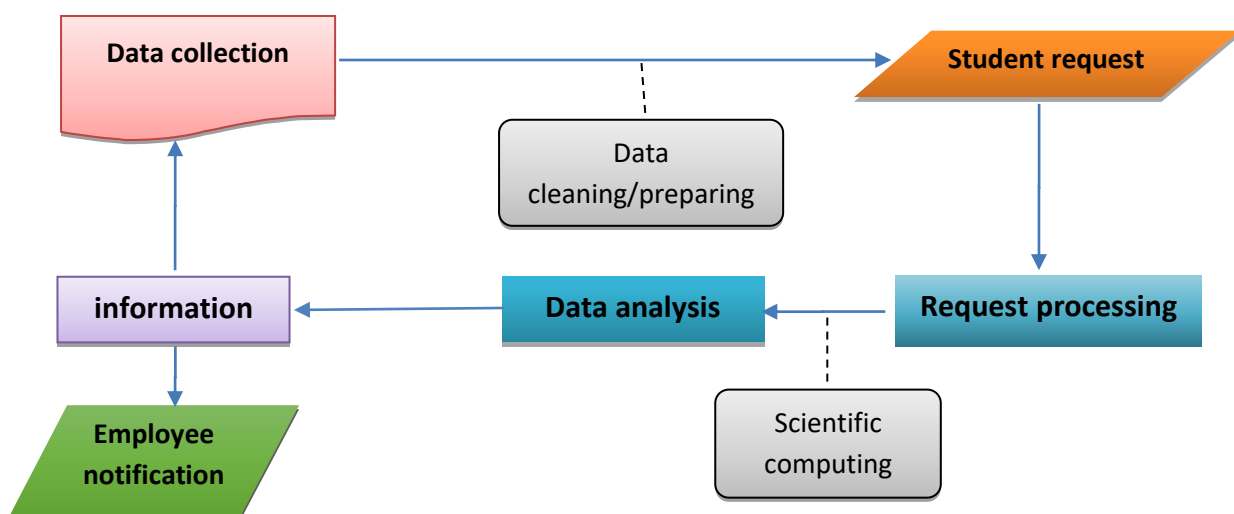 Data collection
Student request
Data
cleaning/preparing
information
Data analysis
Request processing
Employee
notification
Scientific
computing